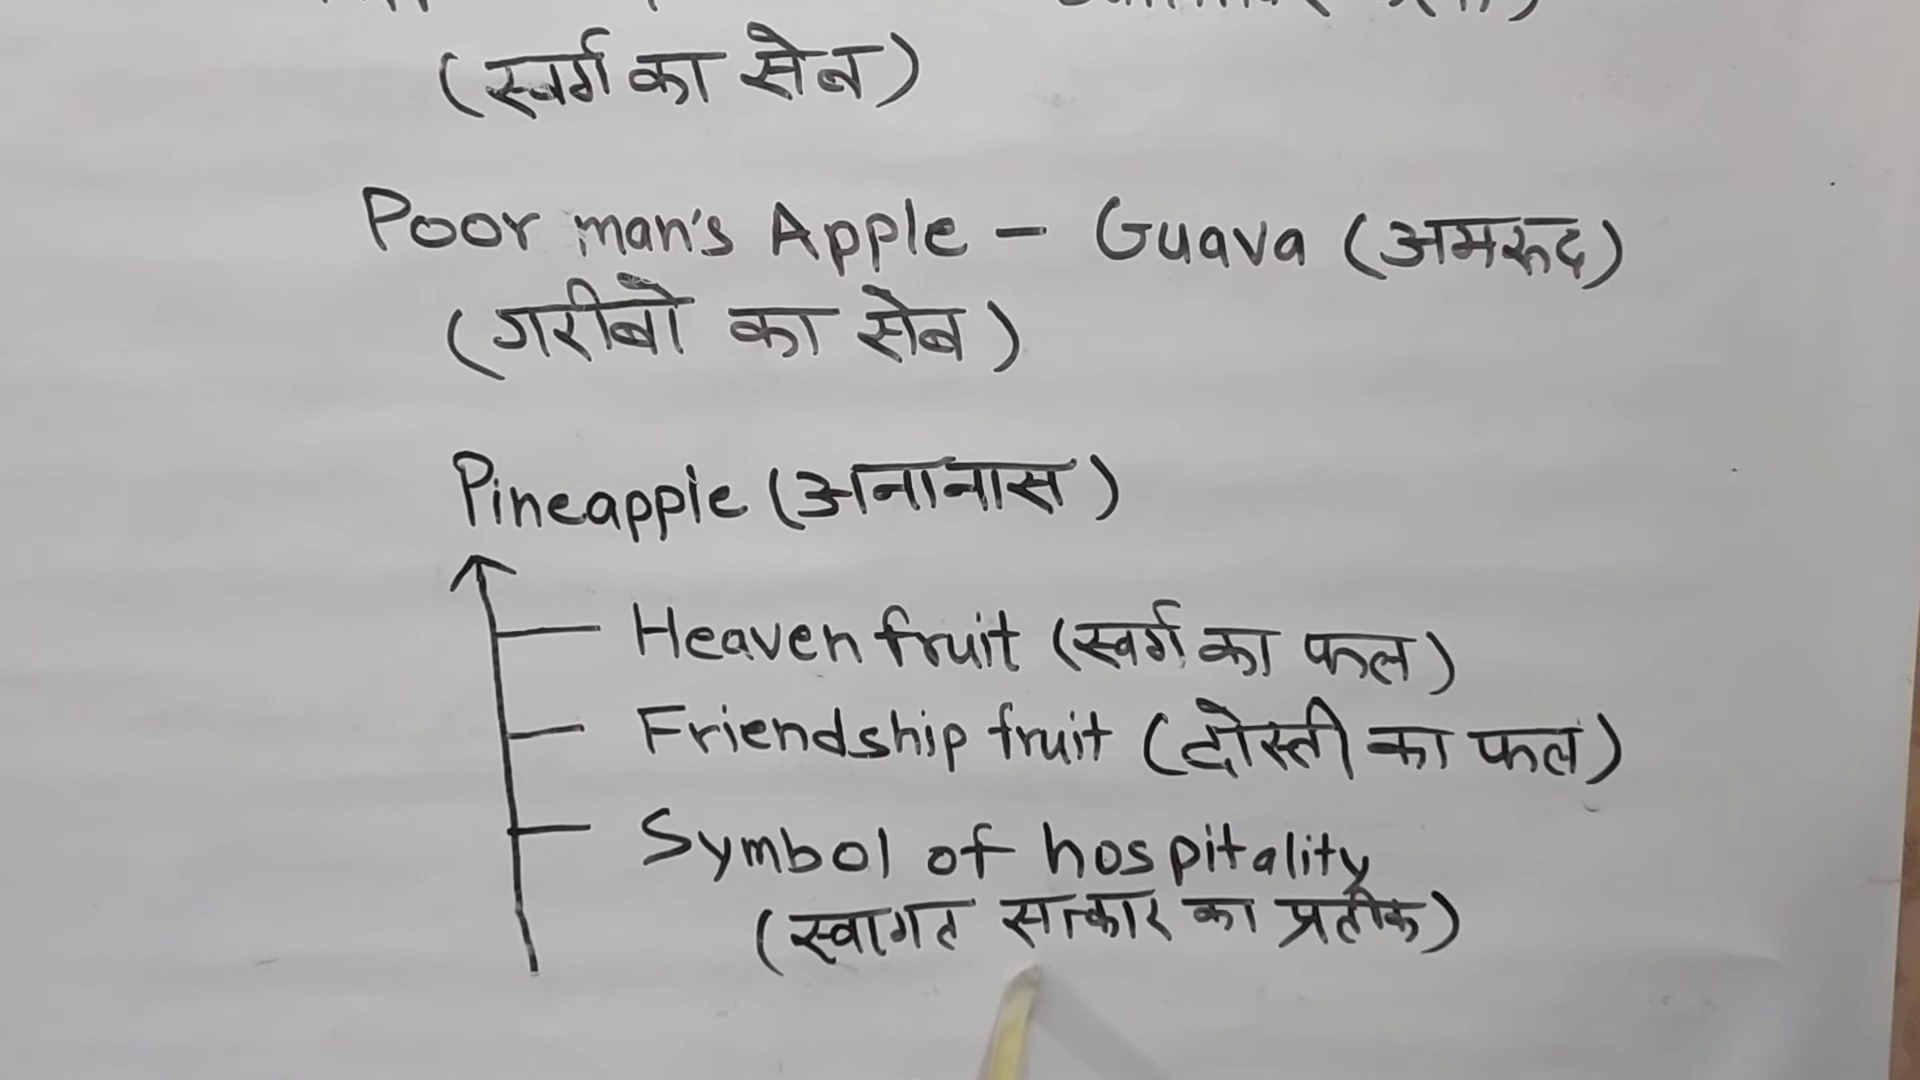 (स्वर्ग का सेब)
Poor man's Apple - Guava (अमरूद)
(गरीबो का सेब)
Pineapple (अनानास)
Heaven fruit (स्वर्ग का फल)
Friendship fruit (दोस्ती का फल)
Symbol of hospitality
(स्वागत सत्कार का प्रतीक)